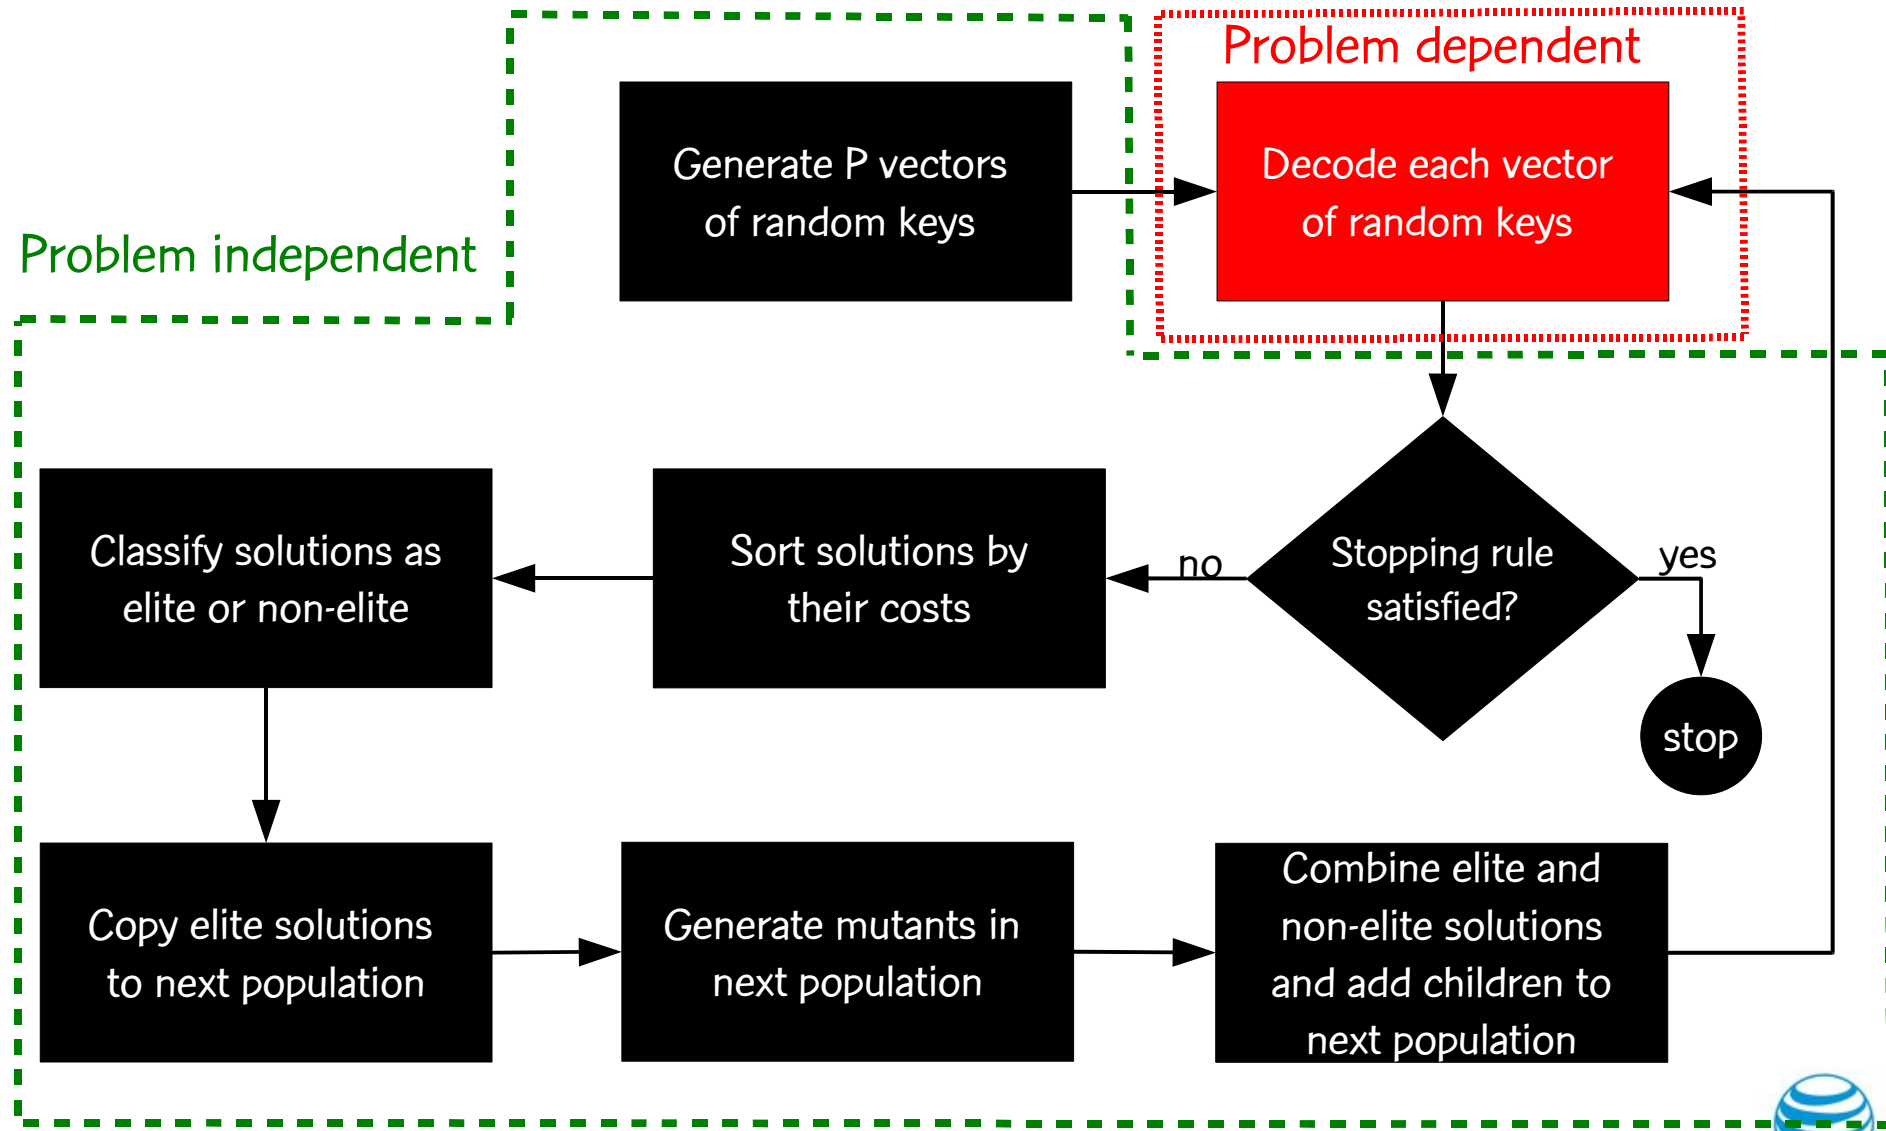 Problem dependent
Generate P vectors
of random keys
Decode each vector
of random keys
Problem independent
Classify solutions as
elite or non-elite
Sort solutions by
their costs
no
Stopping rule
satisfied?
yes
stop
Copy elite solutions
to next population
Generate mutants in
next population
Combine elite and
non-elite solutions
and add children to
next population